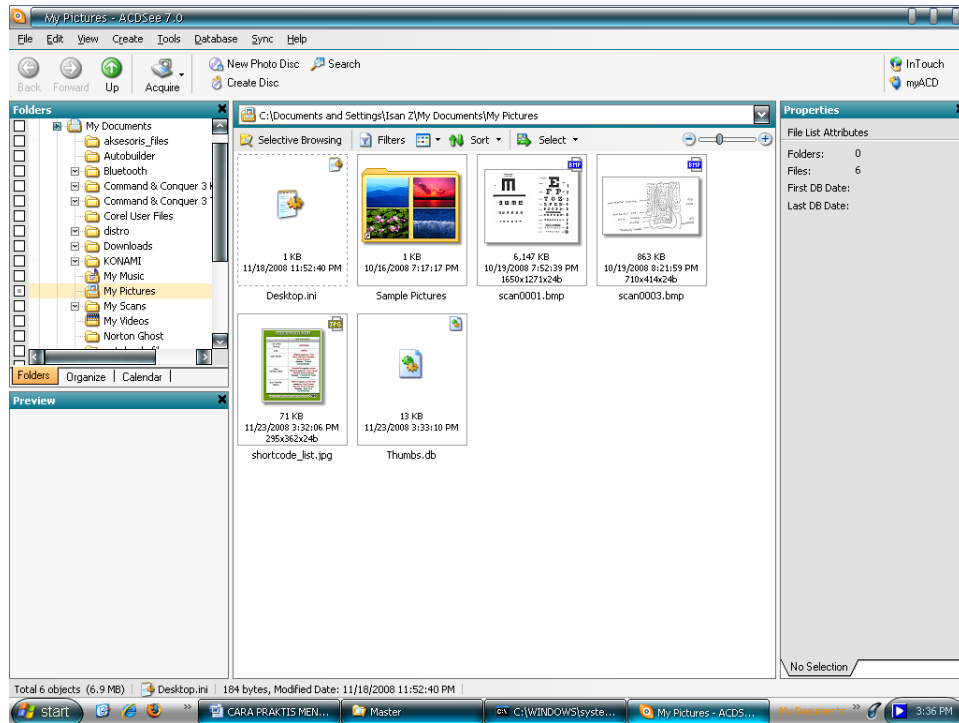 My Pictures - ACDSee 7.0
File Edit View Create Tools Database Sync Help
Back Forward Up Acquire
New Photo Disc Search
Create Disc
InTouch
myACD
Folders
My Documents
aksesoris_files
Autobuilder
Bluetooth
Command & Conquer 3
Command & Conquer 3
Corel User Files
distro
Downloads
KONAMI
My Music
My Pictures
My Scans
My Videos
Norton Ghost
Folders Organize Calendar
Preview
C:\Documents and Settings\Isan Z\My Documents\My Pictures
Selective Browsing Filters Sort Select
BMP BMP
1 KB
11/18/2008 11:52:40 PM
Desktop.ini
1 KB
10/16/2008 7:17:17 PM
Sample Pictures
6,147 KB
10/19/2008 7:52:39 PM
1650x1271x24b
scan0001.bmp
863 KB
10/19/2008 8:21:59 PM
710x414x24b
scan0003.bmp
JPG
71 KB
11/23/2008 3:32:06 PM
295x362x24b
shortcode_list.jpg
13 KB
11/23/2008 3:33:10 PM
Thumbs.db
Properties
File List Attributes
Folders: 0
Files: 6
First DB Date:
Last DB Date:
No Selection
Total 6 objects (6.9 MB) Desktop.ini 184 bytes, Modified Date: 11/18/2008 11:52:40 PM
start CARA PRAKTIS MEN... Master C:\WINDOWS\syste... My Pictures - ACDS... My Documents » 3:36 PM